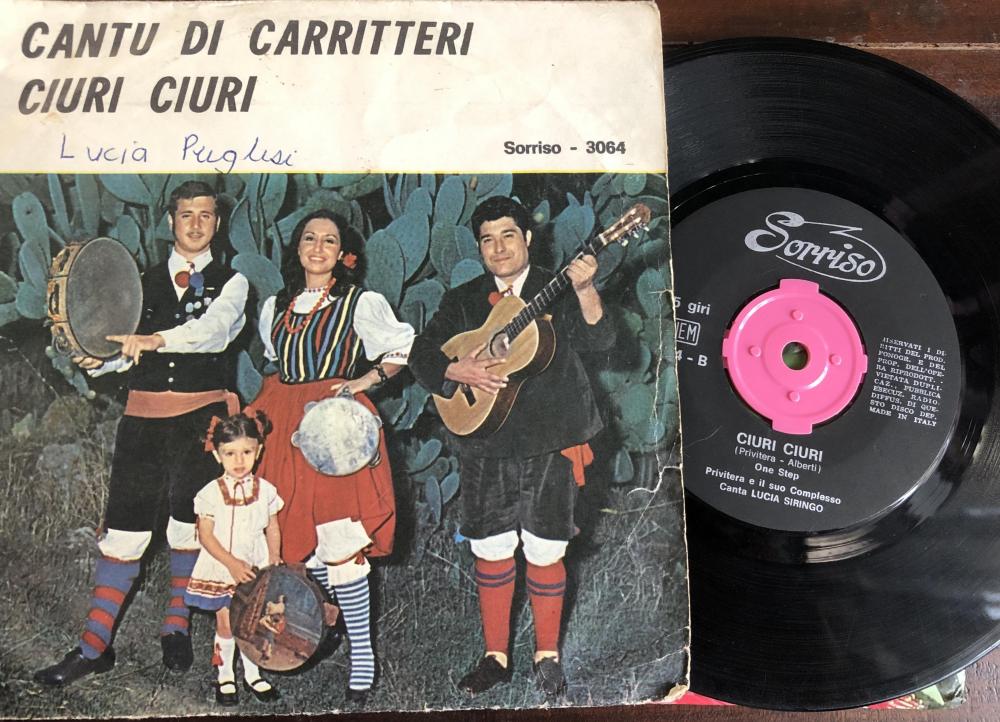 CANTU DI CARRITTERI
CIURI CIURI
Lucia Puglisi
Sorriso - 3064
Sorriso
5 giri
IEM
4 - B
RISERVATI I DI-
RITTI DEL PROD.
FONOGR. E DEL
PROP. DELL'OPE-
RA RIPRODOTT. -
VIETATA DUPLI-
CAZ., PUBBLICA
ESECUZ. RADIO-
DIFFUS. DI QUE-
STO DISCO DEP.
MADE IN ITALY
CIURI CIURI
(Privitera - Alberti)
One Step
Privitera e il suo Complesso
Canta LUCIA SIRINGO